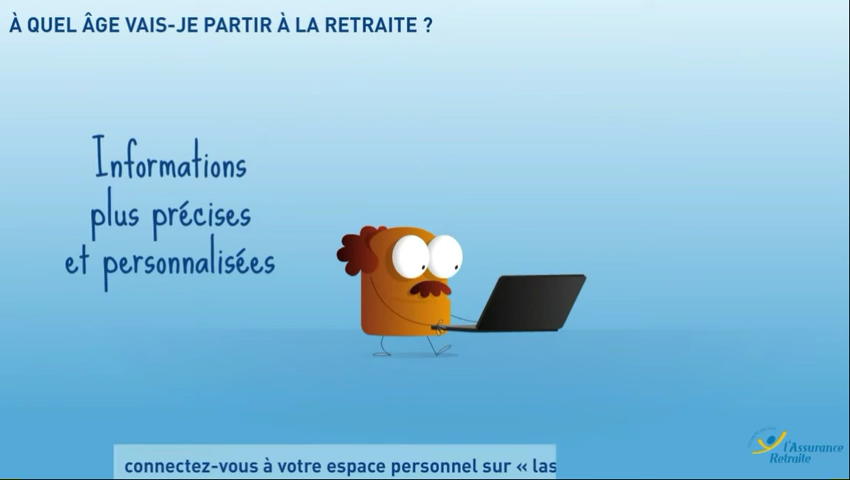 À QUEL ÂGE VAIS-JE PARTIR À LA RETRAITE ?
Informations
plus précises
et personnalisées
connectez-vous à votre espace personnel sur « las
l'Assurance
Retraite